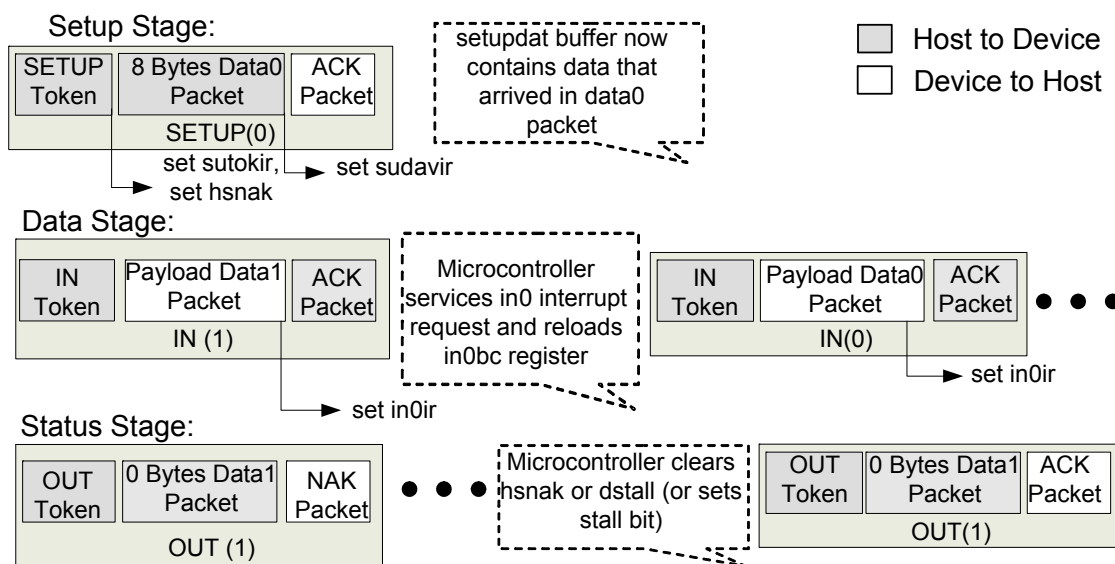 Setup Stage:
SETUP
Token
8 Bytes Data0
Packet
ACK
Packet
SETUP(0)
set sutokir,
set hsnak
set sudavir
setupdat buffer now
contains data that
arrived in data0
packet
Host to Device
Device to Host
Data Stage:
IN
Token
Payload Data1
Packet
ACK
Packet
IN (1)
set in0ir
Microcontroller
services in0 interrupt
request and reloads
in0bc register
IN
Token
Payload Data0
Packet
ACK
Packet
IN(0)
set in0ir
Status Stage:
OUT
Token
0 Bytes Data1
Packet
NAK
Packet
OUT (1)
Microcontroller clears
hsnak or dstall (or sets
stall bit)
OUT
Token
0 Bytes Data1
Packet
ACK
Packet
OUT(1)